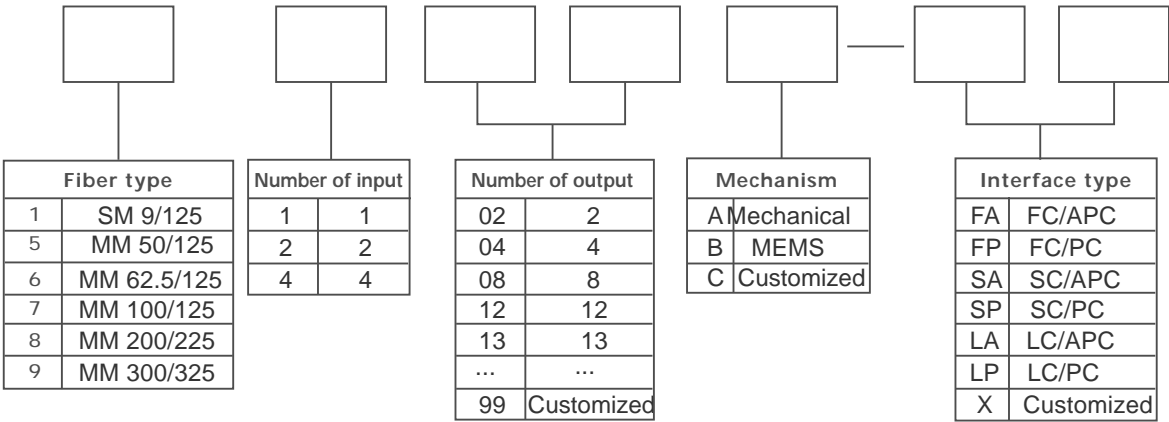 Fiber type
1 SM 9/125
5 MM 50/125
6 MM 62.5/125
7 MM 100/125
8 MM 200/225
9 MM 300/325
Number of input
1 1
2 2
4 4
Number of output
02 2
04 4
08 8
12 12
13 13
... ...
99 Customized
Mechanism
A Mechanical
B MEMS
C Customized
Interface type
FA FC/APC
FP FC/PC
SA SC/APC
SP SC/PC
LA LC/APC
LP LC/PC
X Customized